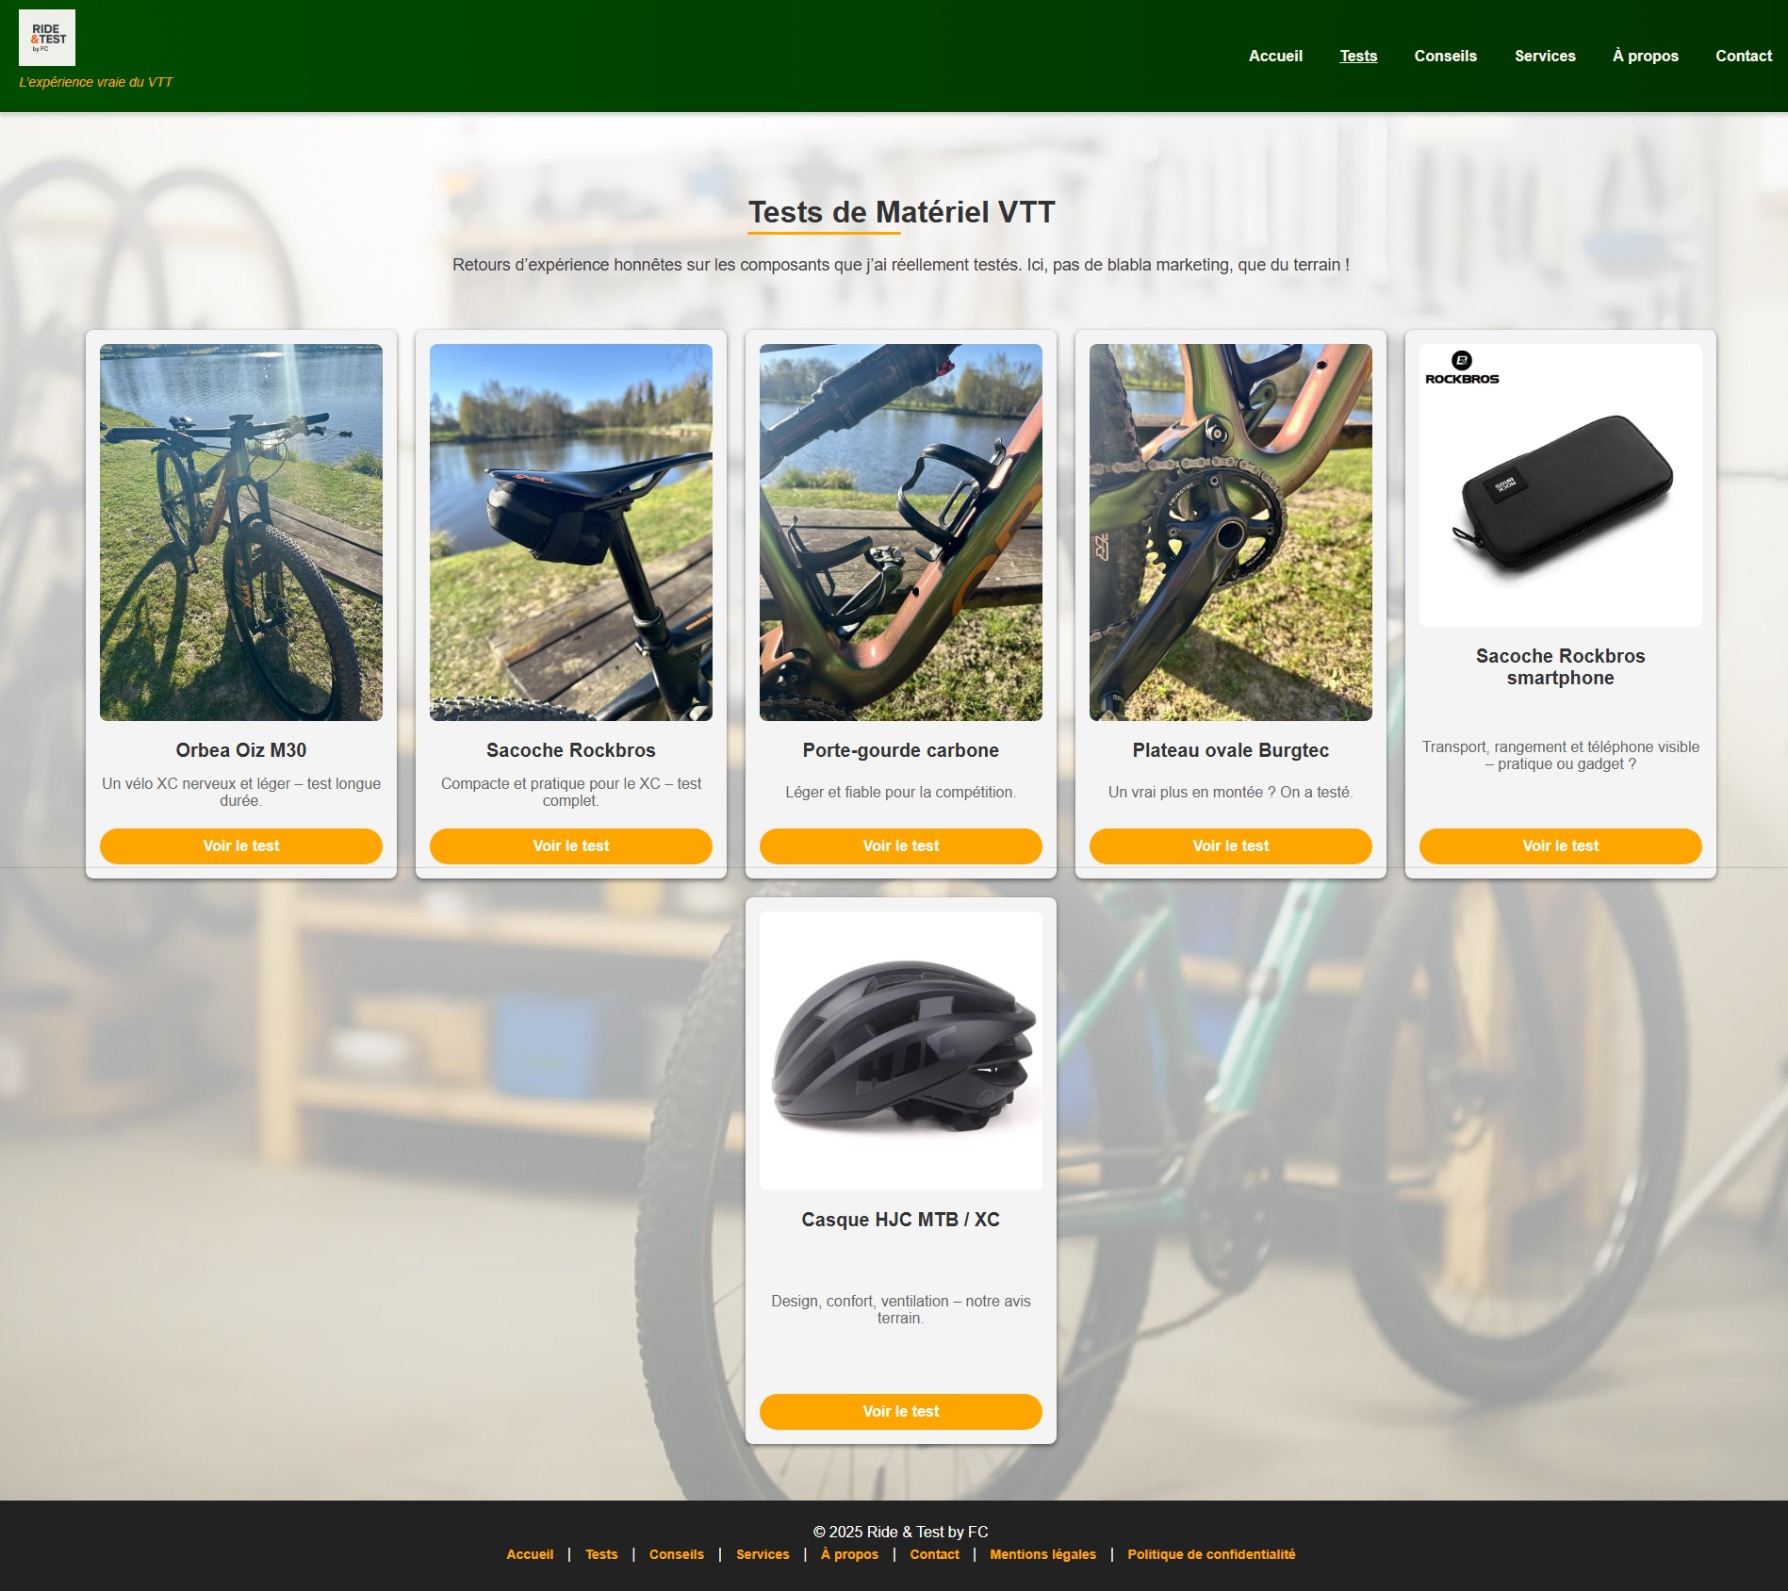 RIDE
&TEST
by FC
L'expérience vraie du VTT
Accueil Tests Conseils Services À propos Contact
Tests de Matériel VTT
Retours d'expérience honnêtes sur les composants que j'ai réellement testés. Ici, pas de blabla marketing, que du terrain !
ROCKBROS
ROCK
BROS
Orbea Oiz M30
Un vélo XC nerveux et léger – test longue
durée.
Voir le test
Sacoche Rockbros
Compacte et pratique pour le XC – test
complet.
Voir le test
Porte-gourde carbone
Léger et fiable pour la compétition.
Voir le test
Plateau ovale Burgtec
Un vrai plus en montée ? On a testé.
Voir le test
Sacoche Rockbros
smartphone
Transport, rangement et téléphone visible
– pratique ou gadget ?
Voir le test
HJC
Casque HJC MTB / XC
Design, confort, ventilation – notre avis
terrain.
Voir le test
© 2025 Ride & Test by FC
Accueil | Tests | Conseils | Services | À propos | Contact | Mentions légales | Politique de confidentialité